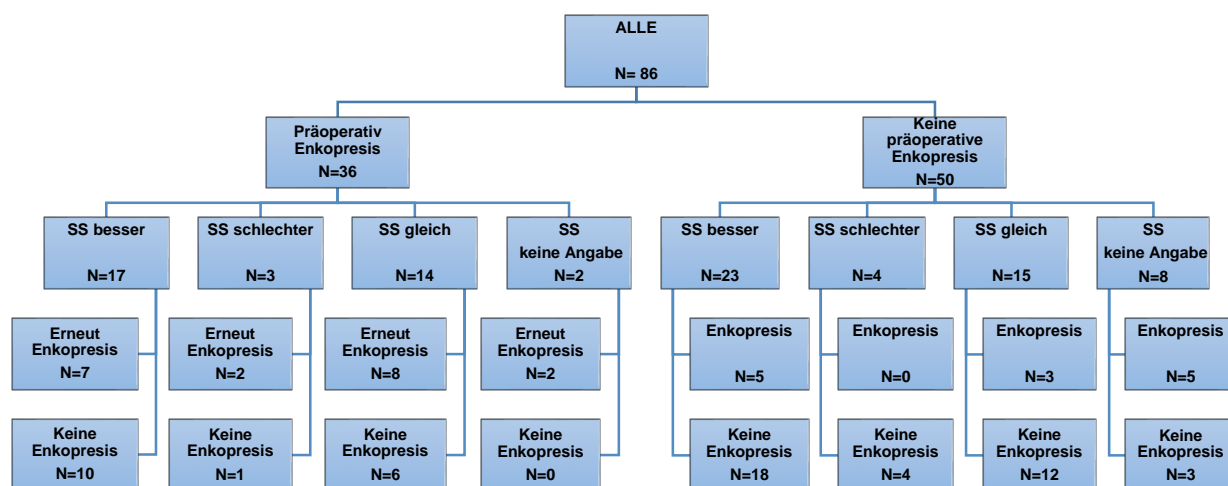 ALLE
N= 86
Präoperativ
Enkopresis
N=36
Keine
präoperative
Enkopresis
N=50
SS besser
N=17
SS schlechter
N=3
SS gleich
N=14
SS
keine Angabe
N=2
SS besser
N=23
SS schlechter
N=4
SS gleich
N=15
SS
keine Angabe
N=8
Erneut
Enkopresis
N=7
Erneut
Enkopresis
N=2
Erneut
Enkopresis
N=8
Erneut
Enkopresis
N=2
Enkopresis
N=5
Enkopresis
N=0
Enkopresis
N=3
Enkopresis
N=5
Keine
Enkopresis
N=10
Keine
Enkopresis
N=1
Keine
Enkopresis
N=6
Keine
Enkopresis
N=0
Keine
Enkopresis
N=18
Keine
Enkopresis
N=4
Keine
Enkopresis
N=12
Keine
Enkopresis
N=3